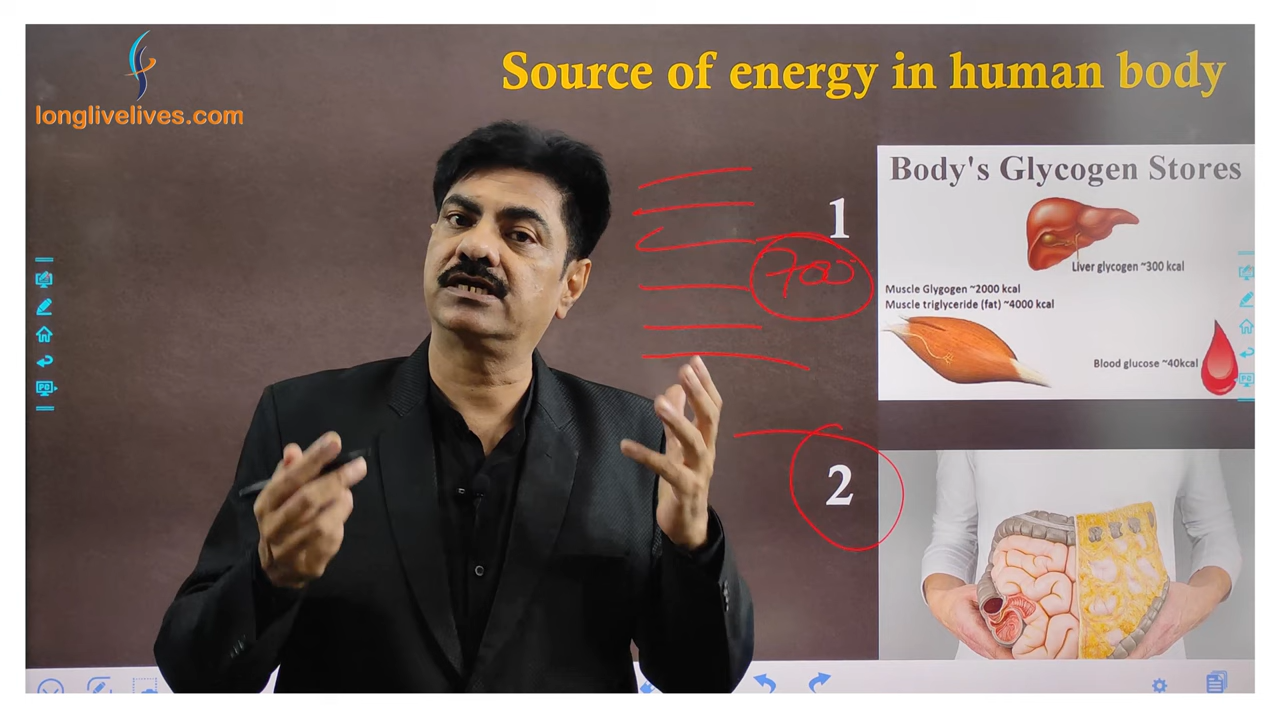 longlivelives.com
Source of energy in human body
1
Body's Glycogen Stores
Liver glycogen ~300 kcal
Muscle Glygogen ~2000 kcal
Muscle triglyceride (fat) ~4000 kcal
Blood glucose ~40kcal
700
2